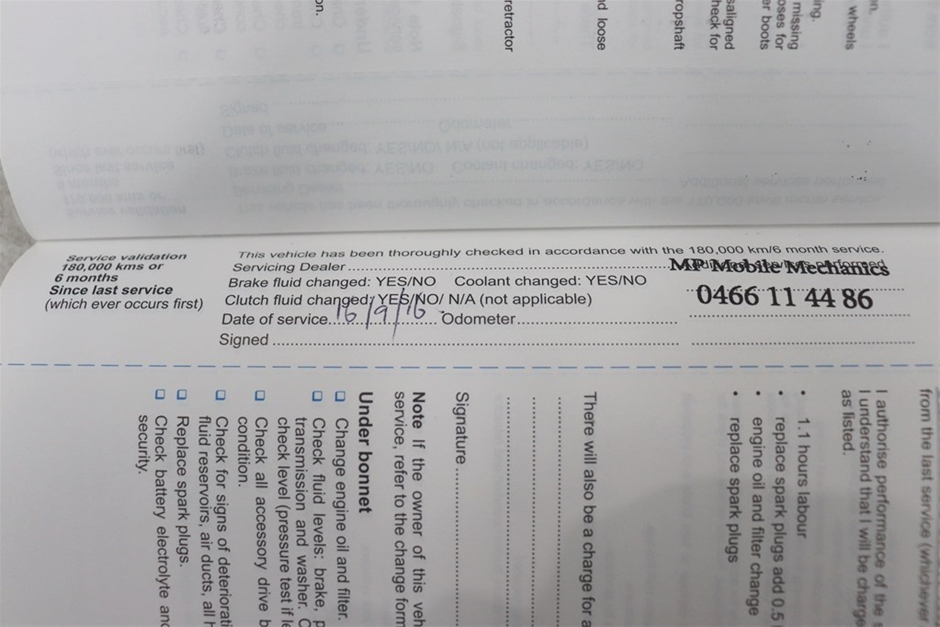 on.
retractor
nd loose
ropshaft
saligned
heck for
missing
oses for
er boots
ing.
wheels
on.
Service validation
180,000 kms or
6 months
Since last service
(which ever occurs first)
This vehicle has been thoroughly checked in accordance with the 180,000 km/6 month service.
Servicing Dealer
Brake fluid changed: YES/NO Coolant changed: YES/NO
Clutch fluid changed: YES/NO/ N/A (not applicable)
Date of service 16/9/16 Odometer
Signed
MP Mobile Mechanics
0466 11 44 86
from the last service (whichever
I authorise performance of the s
I understand that I will be charge
as listed.
• 1.1 hours labour
• replace spark plugs add 0.5
• engine oil and filter change
• replace spark plugs
There will also be a charge for a
Signature
Note If the owner of this veh
service, refer to the change form
Under bonnet
❑ Change engine oil and filter.
❑ Check fluid levels: brake, p
transmission and washer. C
check level (pressure test if le
❑ Check all accessory drive b
condition.
❑ Check for signs of deteriorati
fluid reservoirs, air ducts, all h
❑ Replace spark plugs.
❑ Check battery electrolyte and
security.